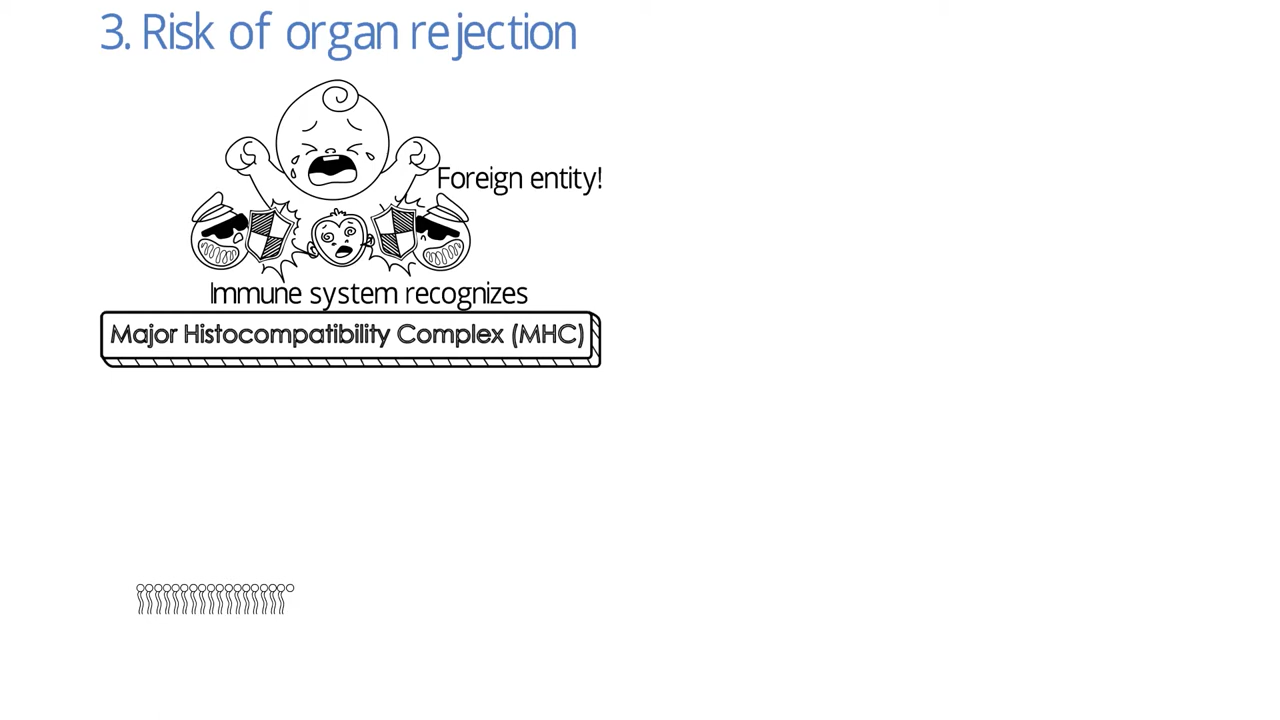 3. Risk of organ rejection
Foreign entity!
Immune system recognizes
Major Histocompatibility Complex (MHC)